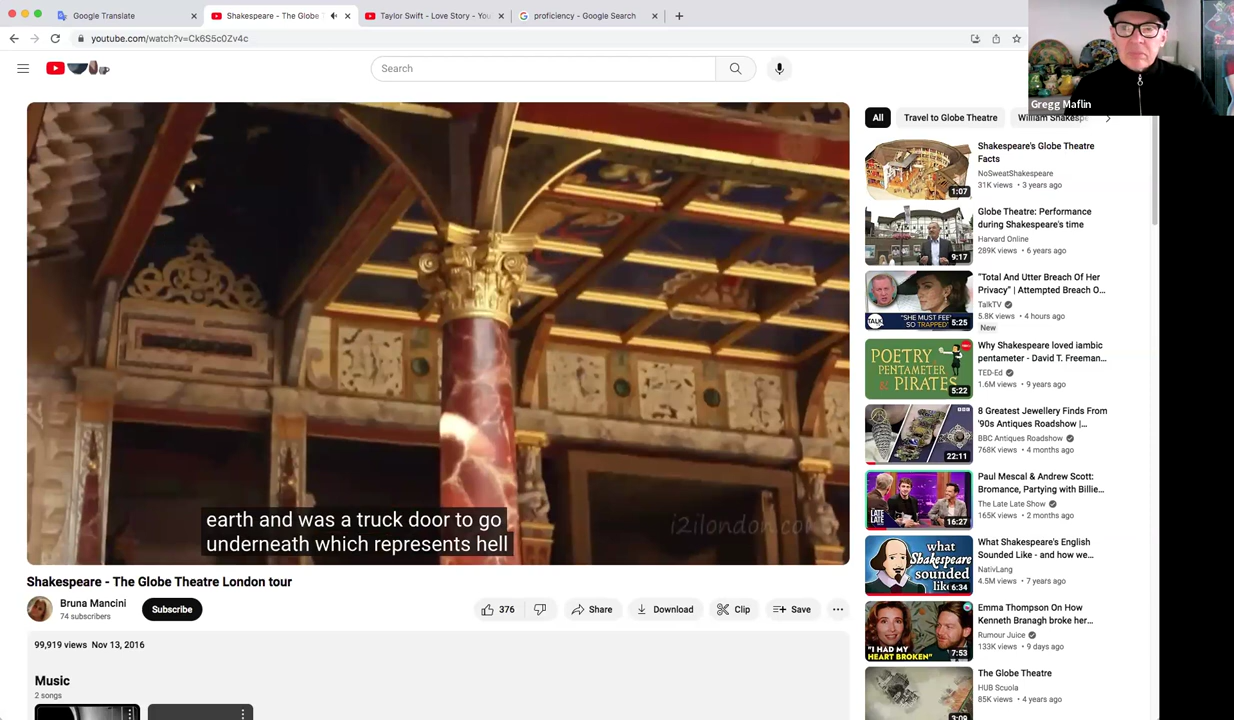 Google Translate
Shakespeare - The Globe T
Taylor Swift - Love Story - You
proficiency - Google Search
youtube.com/watch?v=Ck6S5c0Zv4c
Search
Gregg Maflin
All
Travel to Globe Theatre
William Shakespe
earth and was a truck door to go
underneath which represents hell
i2ilondon.com
Shakespeare - The Globe Theatre London tour
Bruna Mancini
74 subscribers
Subscribe
376
Share
Download
Clip
Save
99,919 views Nov 13, 2016
Music
2 songs
Shakespeare's Globe Theatre
Facts
NoSweatShakespeare
31K views • 3 years ago
1:07
Globe Theatre: Performance
during Shakespeare's time
Harvard Online
289K views • 6 years ago
9:17
"Total And Utter Breach Of Her
Privacy" | Attempted Breach O...
TalkTV
5.8K views • 4 hours ago
New
TALK
"SHE MUST FEEL
SO TRAPPED"
5:25
Why Shakespeare loved iambic
pentameter - David T. Freeman...
TED-Ed
1.6M views • 9 years ago
POETRY
PENTAMETER
& PIRATES
5:22
8 Greatest Jewellery Finds From
'90s Antiques Roadshow |...
BBC Antiques Roadshow
768K views • 4 months ago
22:11
Paul Mescal & Andrew Scott:
Bromance, Partying with Billie...
The Late Late Show
165K views • 2 months ago
LATE
LATE
16:27
What Shakespeare's English
Sounded Like - and how we...
NativLang
4.5M views • 7 years ago
what
Shakespeare
sounded
like
6:34
Emma Thompson On How
Kenneth Branagh broke her...
Rumour Juice
133K views • 9 days ago
"I HAD MY
HEART BROKEN"
7:53
The Globe Theatre
HUB Scuola
85K views • 4 years ago
3:09